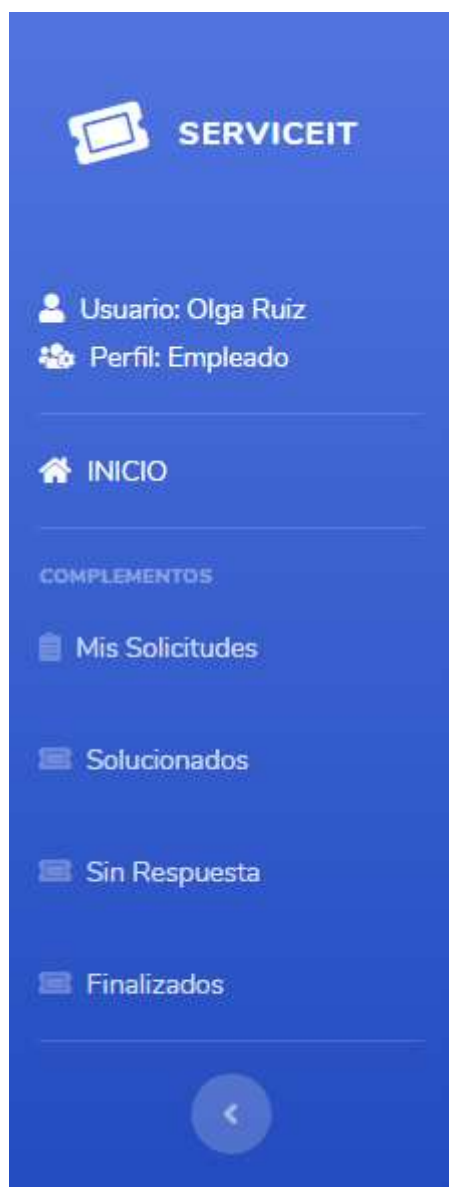 SERVICEIT
Usuario: Olga Ruiz
Perfil: Empleado
INICIO
COMPLEMENTOS
Mis Solicitudes
Solucionados
Sin Respuesta
Finalizados